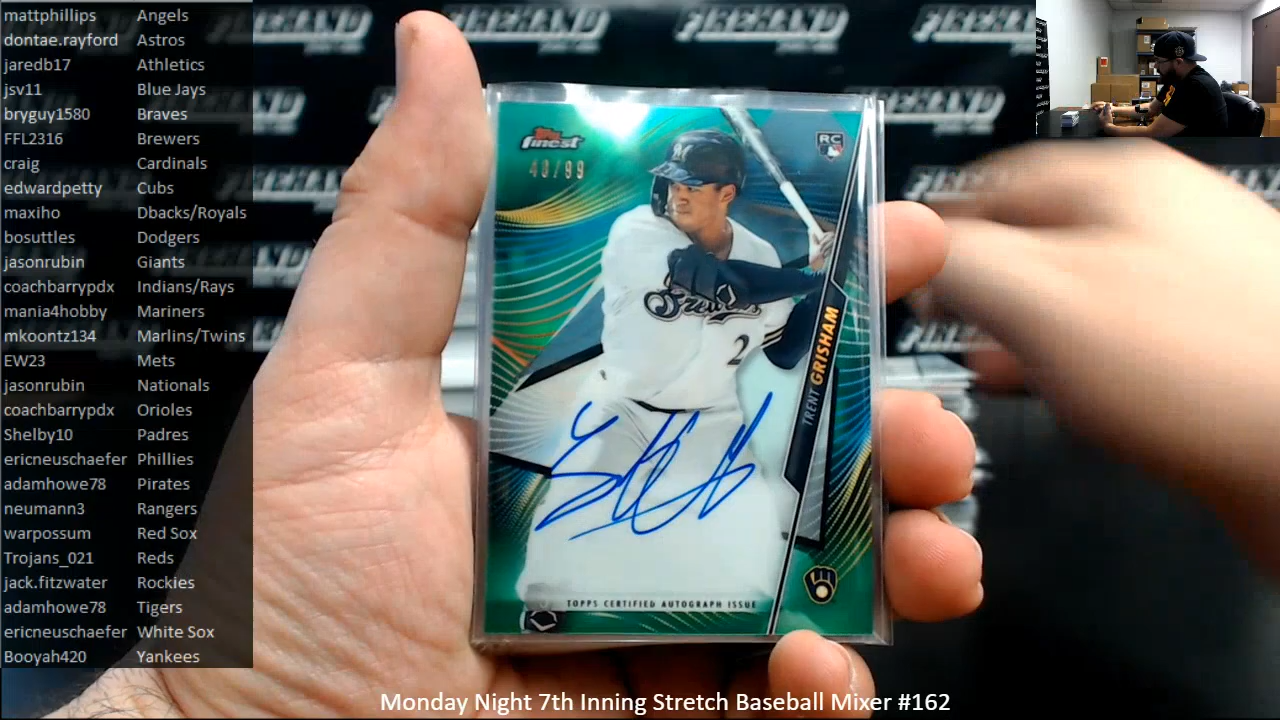 mattphillips Angels
dontae.rayford Astros
jaredb17 Athletics
jsv11 Blue Jays
bryguy1580 Braves
FFL2316 Brewers
craig Cardinals
edwardpetty Cubs
maxiho Dbacks/Royals
bosuttles Dodgers
jasonrubin Giants
coachbarrypdx Indians/Rays
mania4hobby Mariners
mkoontz134 Marlins/Twins
EW23 Mets
jasonrubin Nationals
coachbarrypdx Orioles
Shelby10 Padres
ericneuschaefer Phillies
adamhowe78 Pirates
neumann3 Rangers
warpossum Red Sox
Trojans_021 Reds
jack.fitzwater Rockies
adamhowe78 Tigers
ericneuschaefer White Sox
Booyah420 Yankees
Topps
finest
RC
/99
Brewers
2
TRENT GRISHAM
TOPPS CERTIFIED AUTOGRAPH ISSUE
FIREHAND
Monday Night 7th Inning Stretch Baseball Mixer #162